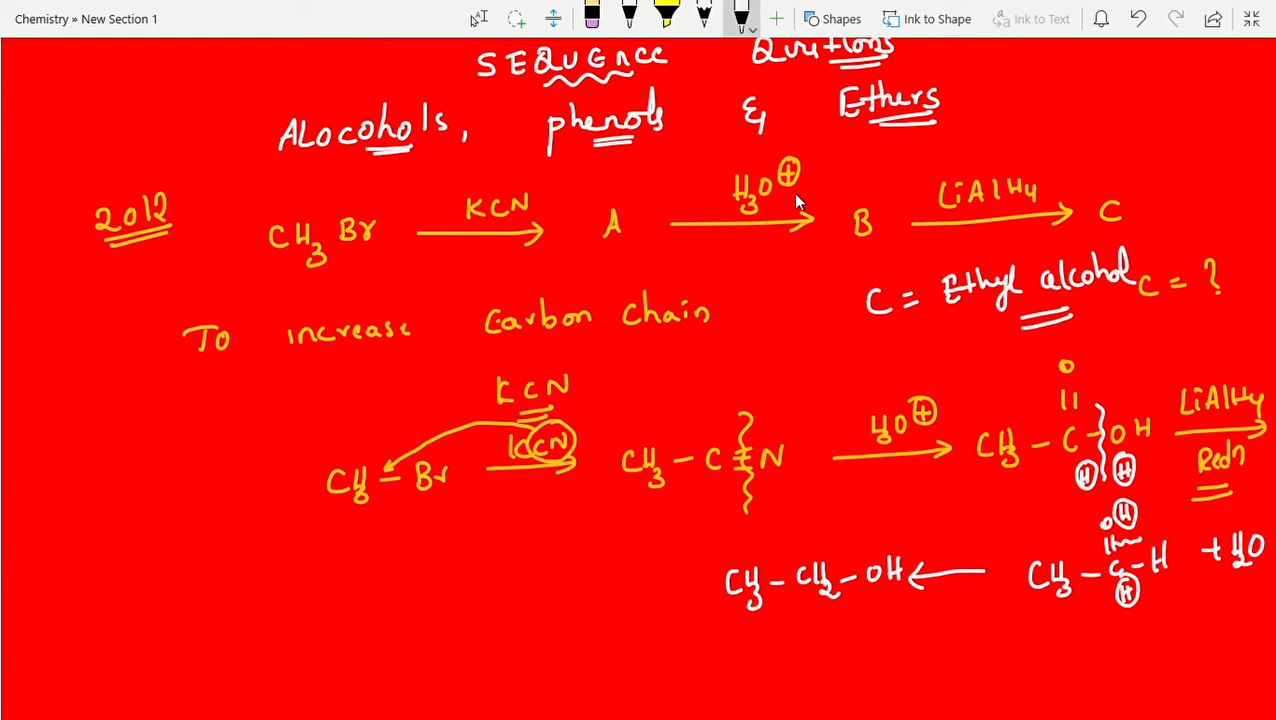 Chemistry » New Section 1
Shapes Ink to Shape Ink to Text
SEQUENCE Questions
ALocohols, phenols & Ethers
2012 CH₃Br —KCN→ A —H₃O⊕→ B —LiAlH₄→ C
C = Ethyl alcohol C = ?
To increase Carbon chain
KCN
CH₃ – Br —KCN→ CH₃ – C ≡ N —H₃O⊕→ CH₃ – C(=O) – OH —LiAlH₄ Redn→
H H
CH₃ – CH₂ – OH ← CH₃ – C(=O) – H + H₂O
H H